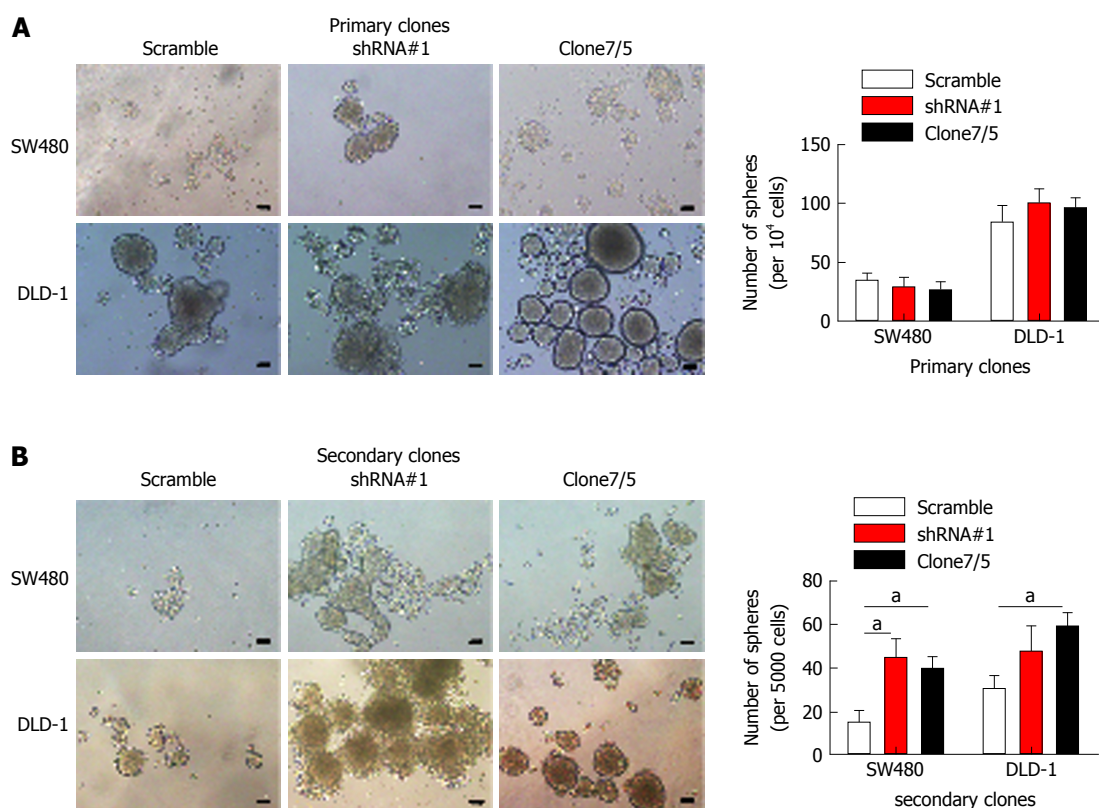 A
Primary clones
Scramble shRNA#1 Clone7/5
SW480
DLD-1
Scramble
shRNA#1
Clone7/5
Number of spheres
(per 10⁴ cells)
150
100
50
0
SW480 DLD-1
Primary clones
B
Secondary clones
Scramble shRNA#1 Clone7/5
SW480
DLD-1
Scramble
shRNA#1
Clone7/5
Number of spheres
(per 5000 cells)
80
60
40
20
0
a a
a
SW480 DLD-1
secondary clones